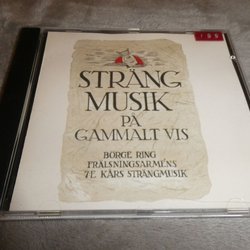 STRÄNG
MUSIK
PÅ
GAMMALT VIS
BÖRGE RING
FRÄLSNINGSARMÉNS
7E KÅRS STRÄNGMUSIK